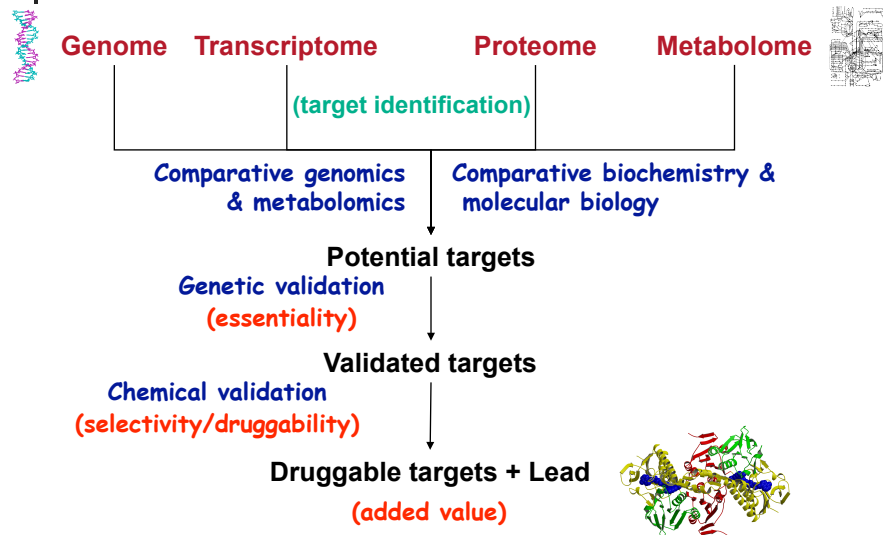 Genome Transcriptome Proteome Metabolome
(target identification)
Comparative genomics
& metabolomics
Comparative biochemistry &
molecular biology
Potential targets
Genetic validation
(essentiality)
Validated targets
Chemical validation
(selectivity/druggability)
Druggable targets + Lead
(added value)